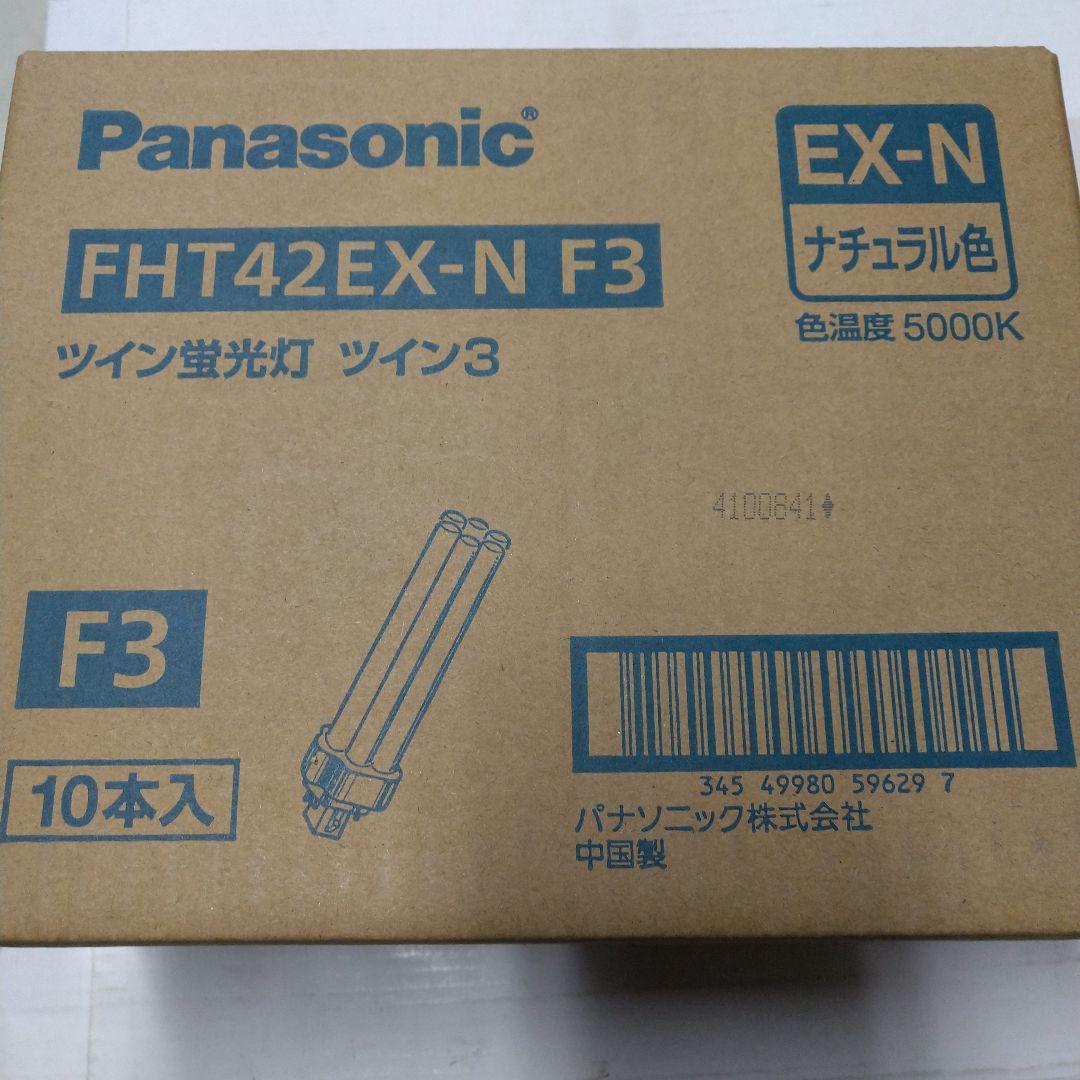 Panasonic®
EX-N
ナチュラル色
色温度 5000K
FHT42EX-N F3
ツイン蛍光灯 ツイン3
4100841♦
F3
10本入
345 49980 59629 7
パナソニック株式会社
中国製